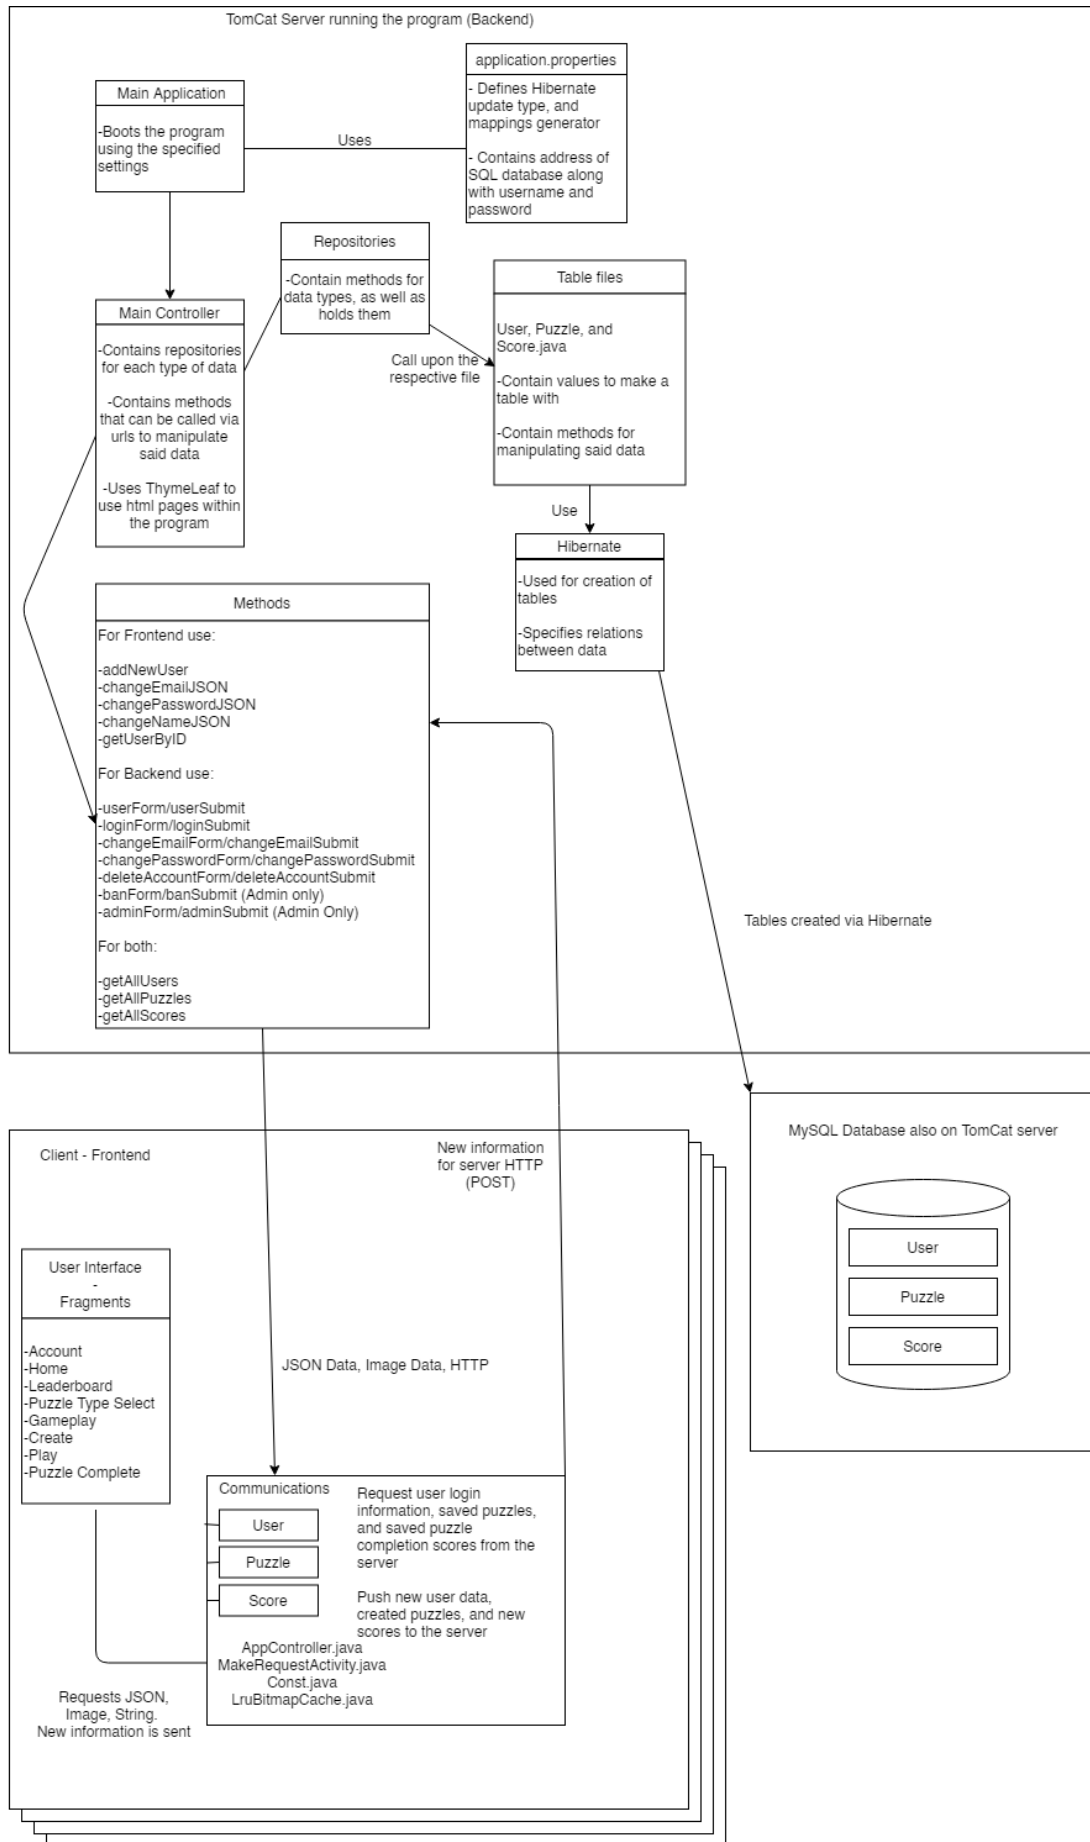 TomCat Server running the program (Backend)
application.properties
- Defines Hibernate
update type, and
mappings generator
- Contains address of
SQL database along
with username and
password
Main Application
-Boots the program
using the specified
settings
Uses
Repositories
-Contain methods for
data types, as well as
holds them
Table files
User, Puzzle, and
Score.java
-Contain values to make a
table with
-Contain methods for
manipulating said data
Call upon the
respective file
Main Controller
-Contains repositories
for each type of data
-Contains methods
that can be called via
urls to manipulate
said data
-Uses ThymeLeaf to
use html pages within
the program
Use
Hibernate
-Used for creation of
tables
-Specifies relations
between data
Methods
For Frontend use:
-addNewUser
-changeEmailJSON
-changePasswordJSON
-changeNameJSON
-getUserByID
For Backend use:
-userForm/userSubmit
-loginForm/loginSubmit
-changeEmailForm/changeEmailSubmit
-changePasswordForm/changePasswordSubmit
-deleteAccountForm/deleteAccountSubmit
-banForm/banSubmit (Admin only)
-adminForm/adminSubmit (Admin Only)
For both:
-getAllUsers
-getAllPuzzles
-getAllScores
Tables created via Hibernate
MySQL Database also on TomCat server
User
Puzzle
Score
Client - Frontend
New information
for server HTTP
(POST)
User Interface
-
Fragments
-Account
-Home
-Leaderboard
-Puzzle Type Select
-Gameplay
-Create
-Play
-Puzzle Complete
JSON Data, Image Data, HTTP
Communications
User
Puzzle
Score
Request user login
information, saved puzzles,
and saved puzzle
completion scores from the
server
Push new user data,
created puzzles, and new
scores to the server
AppController.java
MakeRequestActivity.java
Const.java
LruBitmapCache.java
Requests JSON,
Image, String.
New information is sent